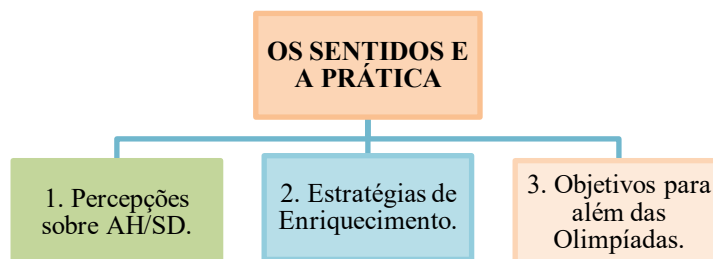 OS SENTIDOS E
A PRÁTICA
1. Percepções
sobre AH/SD.
2. Estratégias de
Enriquecimento.
3. Objetivos para
além das
Olimpíadas.